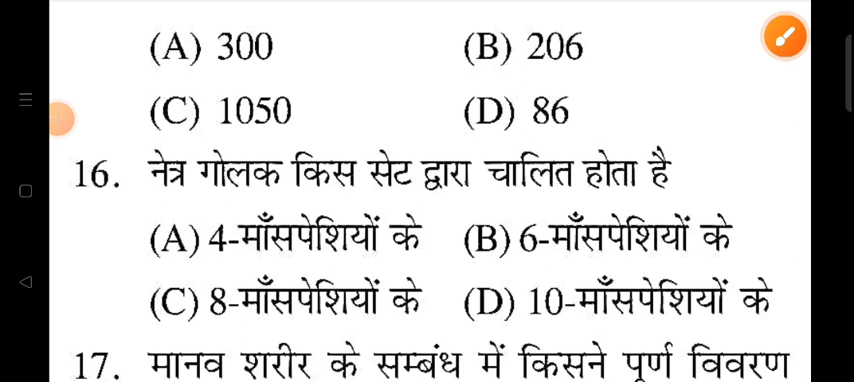 (A) 300 (B) 206
(C) 1050 (D) 86
16. नेत्र गोलक किस सेट द्वारा चालित होता है
(A) 4-माँसपेशियों के (B) 6-माँसपेशियों के
(C) 8-माँसपेशियों के (D) 10-माँसपेशियों के
17. मानव शरीर के सम्बंध में किसने पूर्ण विवरण